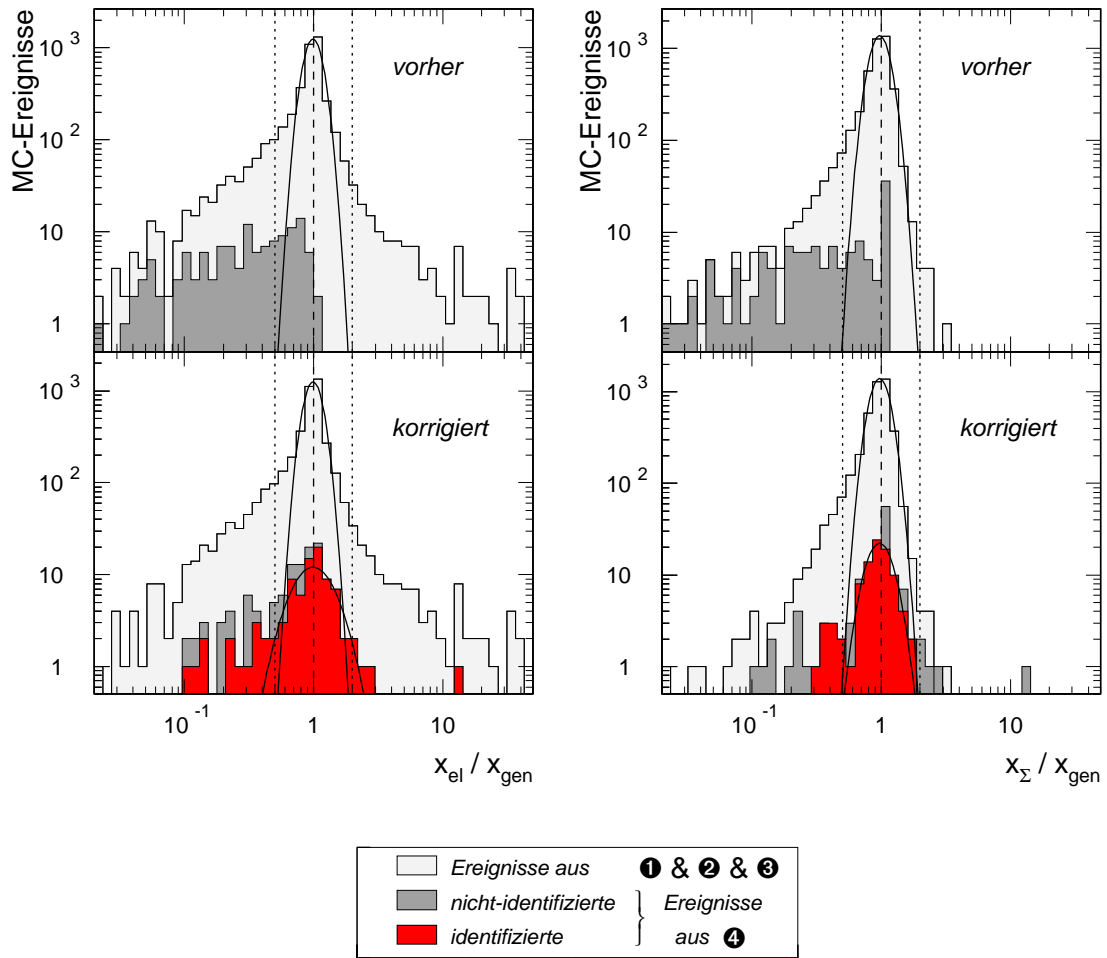 MC-Ereignisse
10³
10²
10
1
vorher
MC-Ereignisse
10³
10²
10
1
vorher
10³
10²
10
1
korrigiert
10⁻¹
1
10
x_el / x_gen
10³
10²
10
1
korrigiert
10⁻¹
1
10
x_Σ / x_gen
Ereignisse aus ❶ & ❷ & ❸
nicht-identifizierte } Ereignisse
identifizierte aus ❹